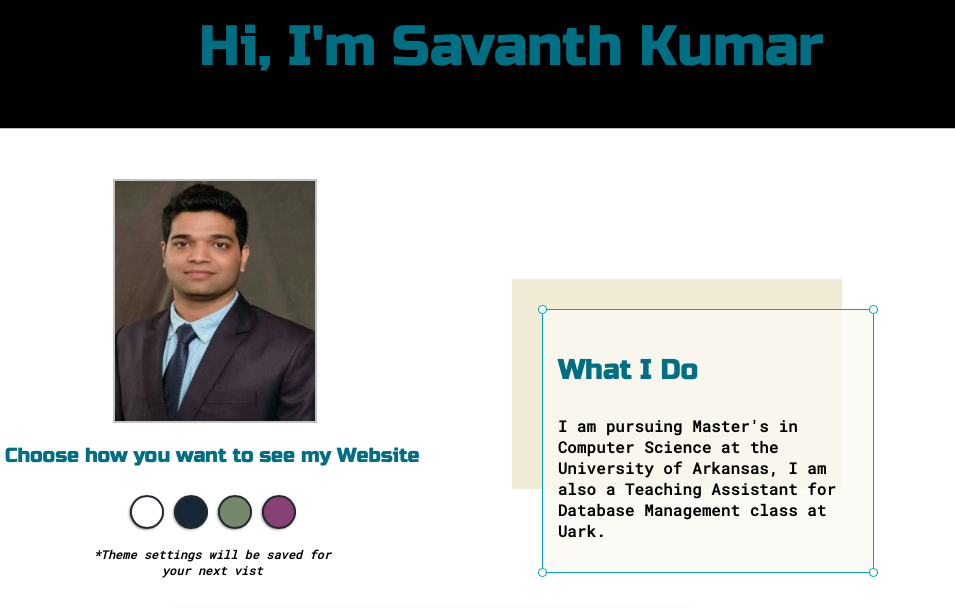 Hi, I'm Savanth Kumar
Choose how you want to see my Website
*Theme settings will be saved for
your next vist
What I Do
I am pursuing Master's in
Computer Science at the
University of Arkansas, I am
also a Teaching Assistant for
Database Management class at
Uark.